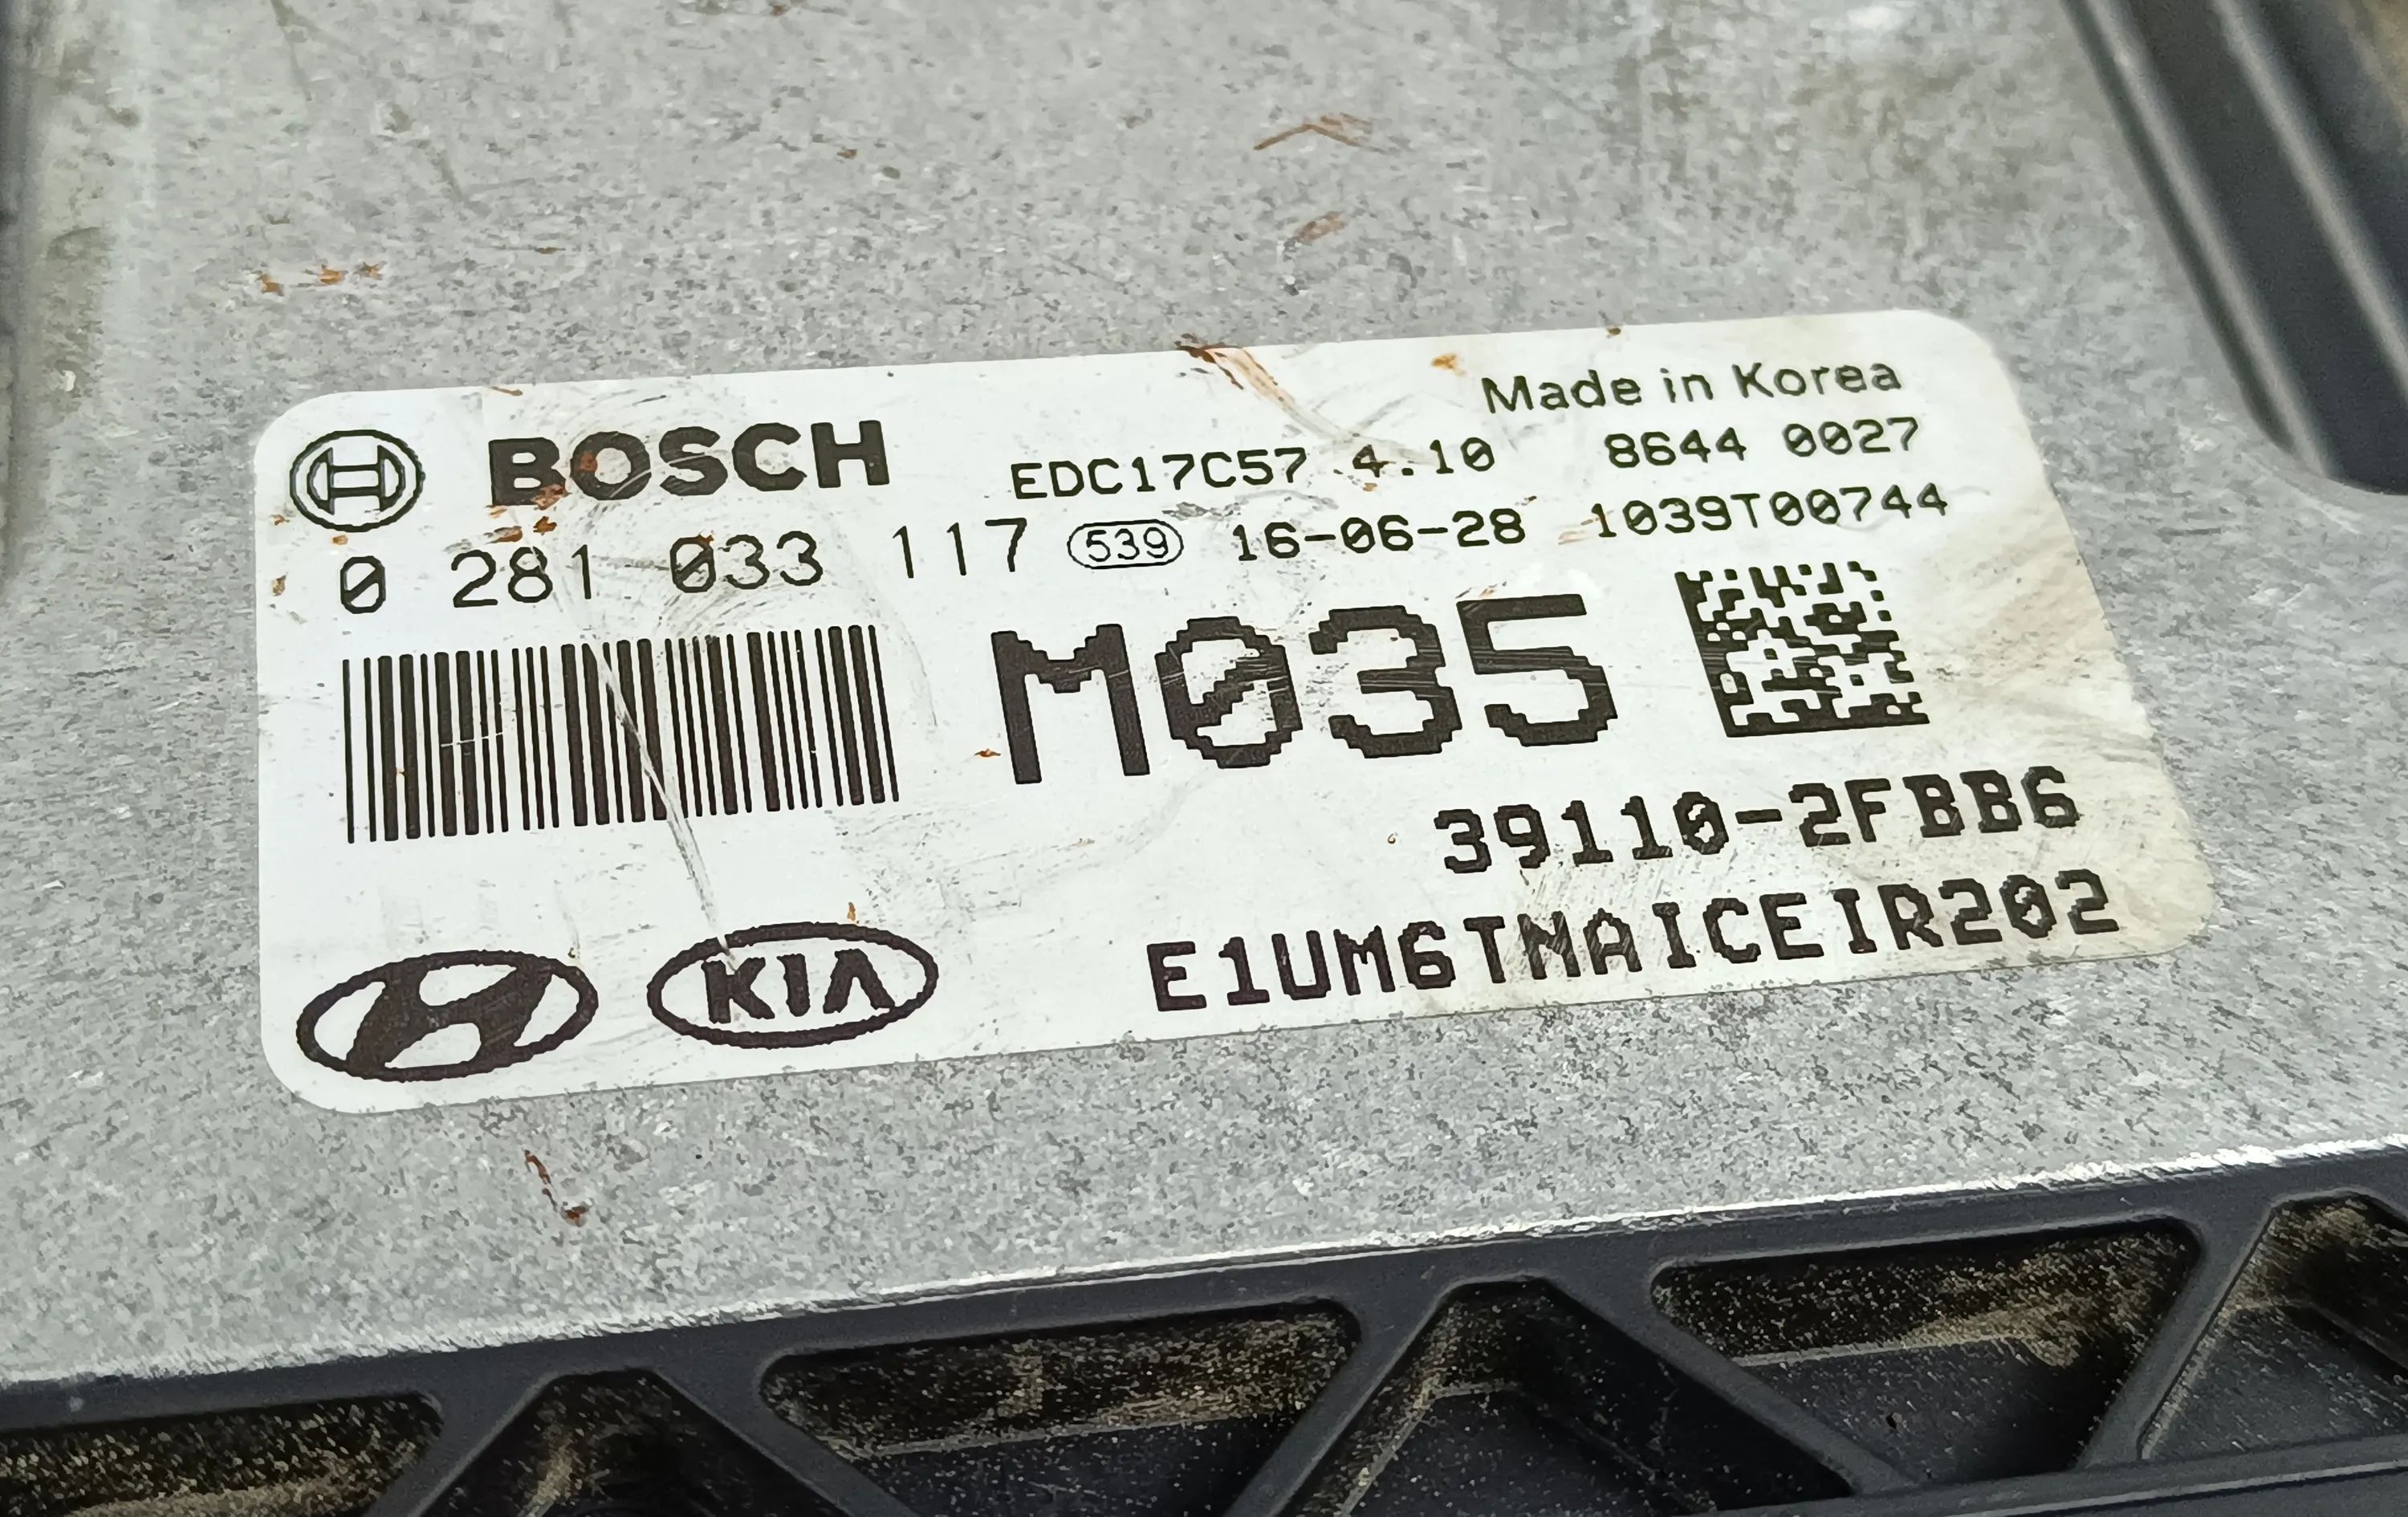 BOSCH
Made in Korea
EDC17C57 4.10 8644 0027
0 281 033 117 539 16-06-28 1039T00744
M035
39110-2FBB6
KIA
E1UM6TMAICEIR202